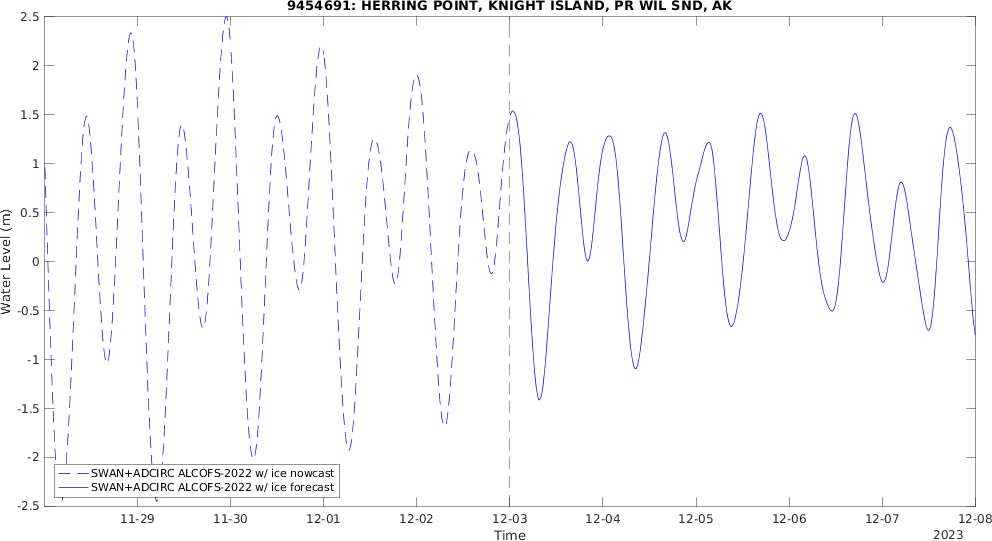 9454691: HERRING POINT, KNIGHT ISLAND, PR WIL SND, AK
2.5
2
1.5
1
0.5
0
-0.5
-1
-1.5
-2
-2.5
Water Level (m)
SWAN+ADCIRC ALCOFS-2022 w/ ice nowcast
SWAN+ADCIRC ALCOFS-2022 w/ ice forecast
11-29 11-30 12-01 12-02 12-03 12-04 12-05 12-06 12-07 12-08
Time
2023